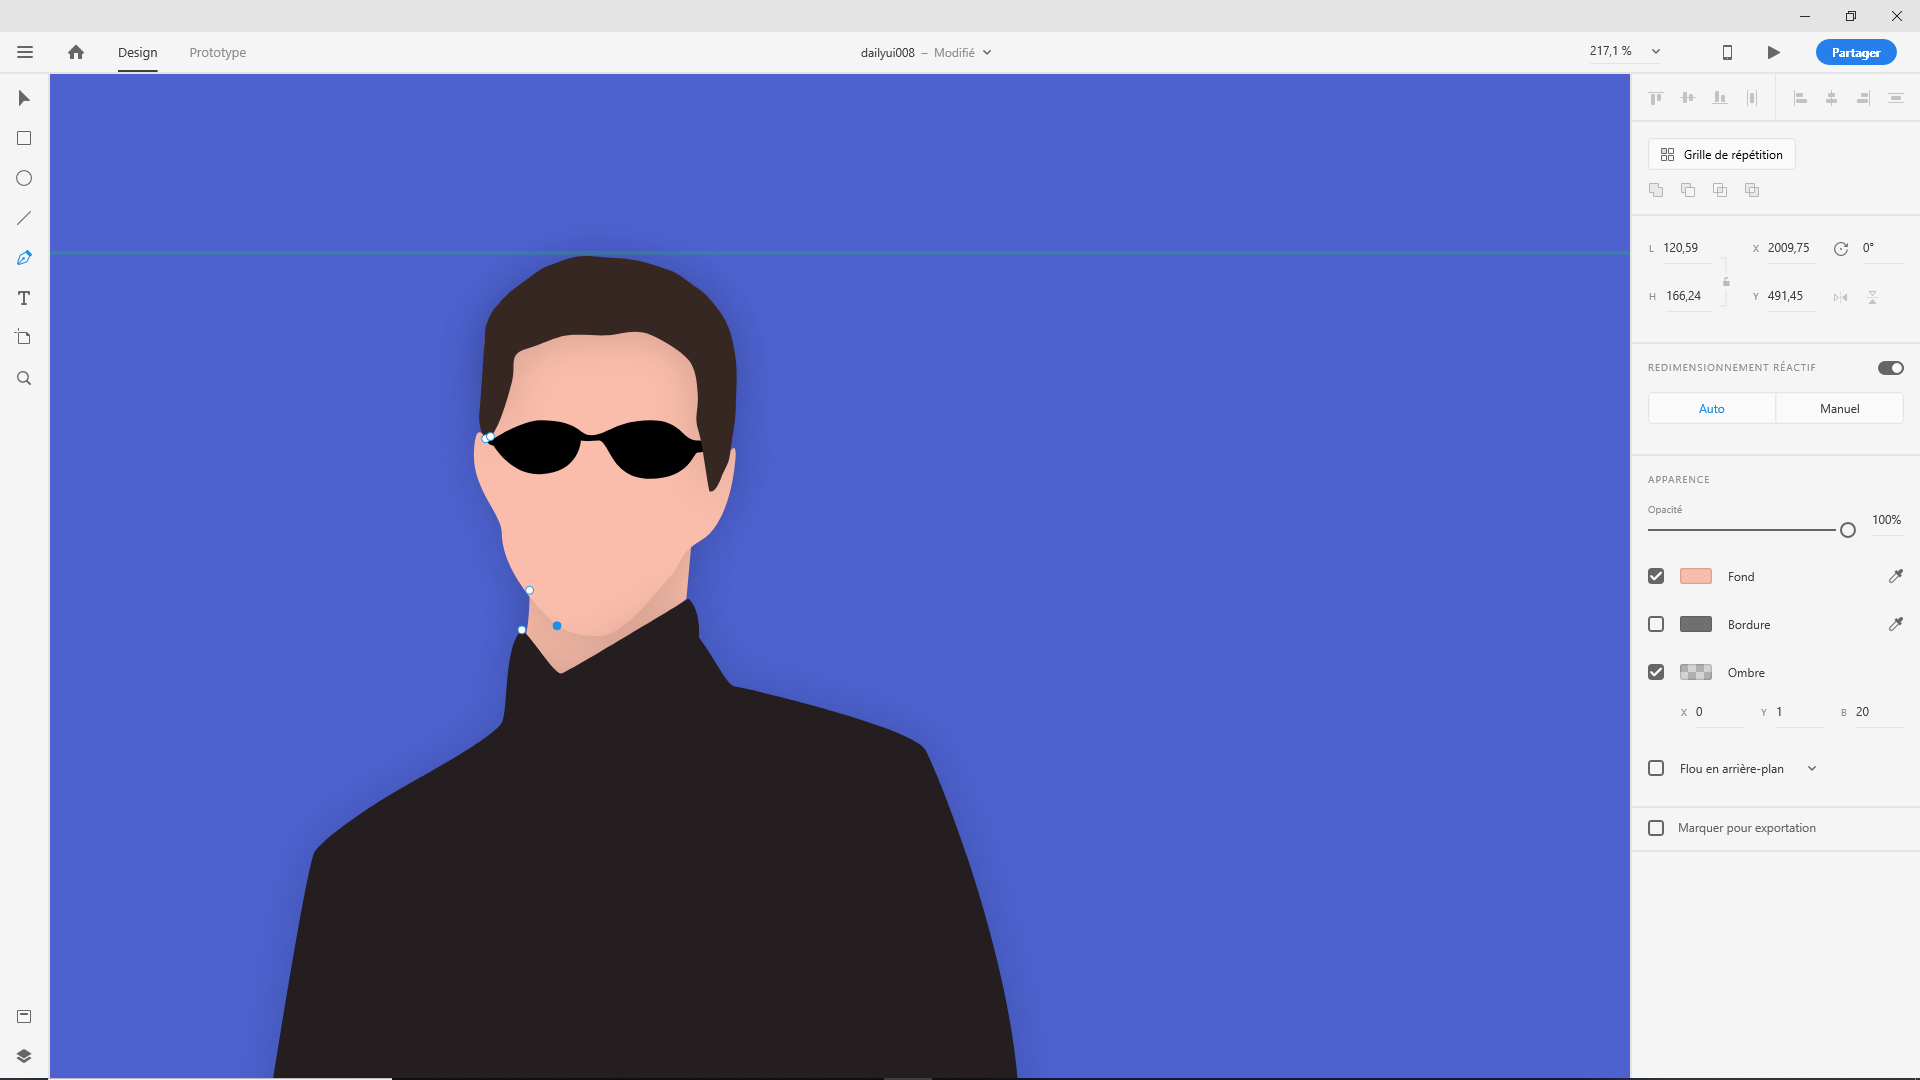 Design Prototype dailyui008 – Modifié 217,1 % Partager
Grille de répétition
L 120,59 X 2009,75 0°
H 166,24 Y 491,45
REDIMENSIONNEMENT RÉACTIF
Auto Manuel
APPARENCE
Opacité
100%
Fond
Bordure
Ombre
X 0 Y 1 B 20
Flou en arrière-plan
Marquer pour exportation